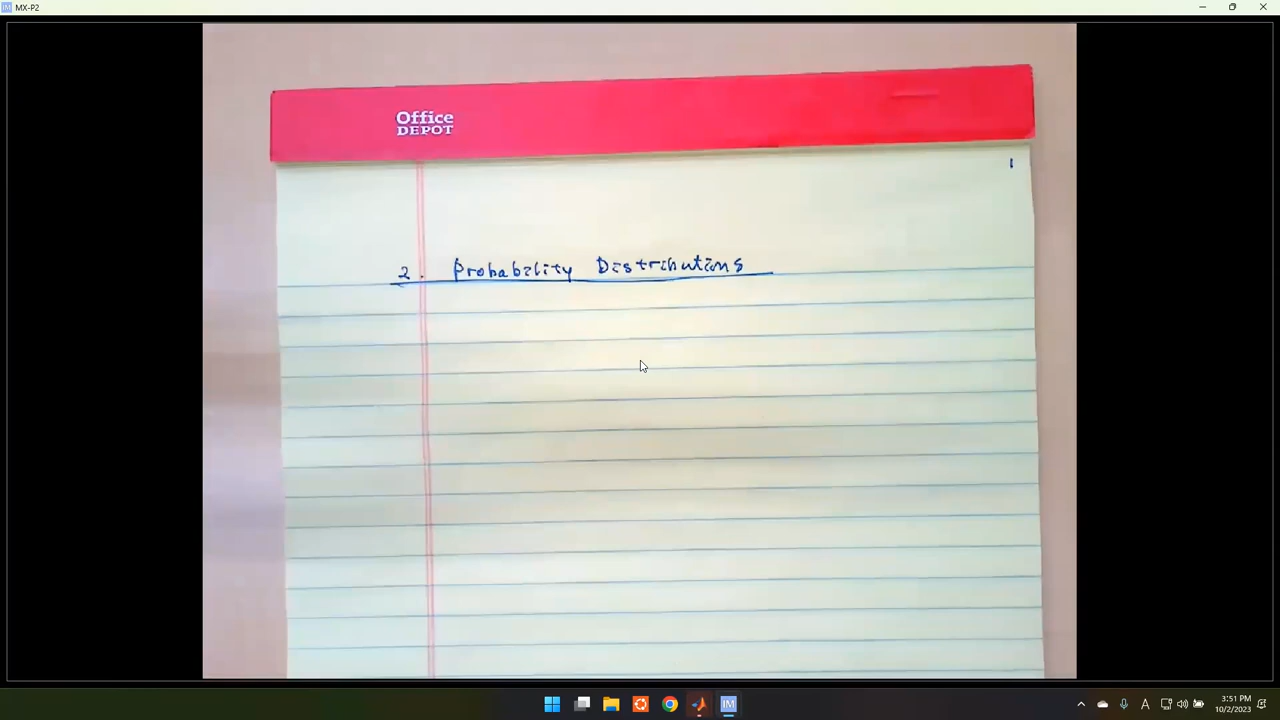 MX-P2
Office
DEPOT
1
2. Probability Distributions
3:51 PM
10/2/2023